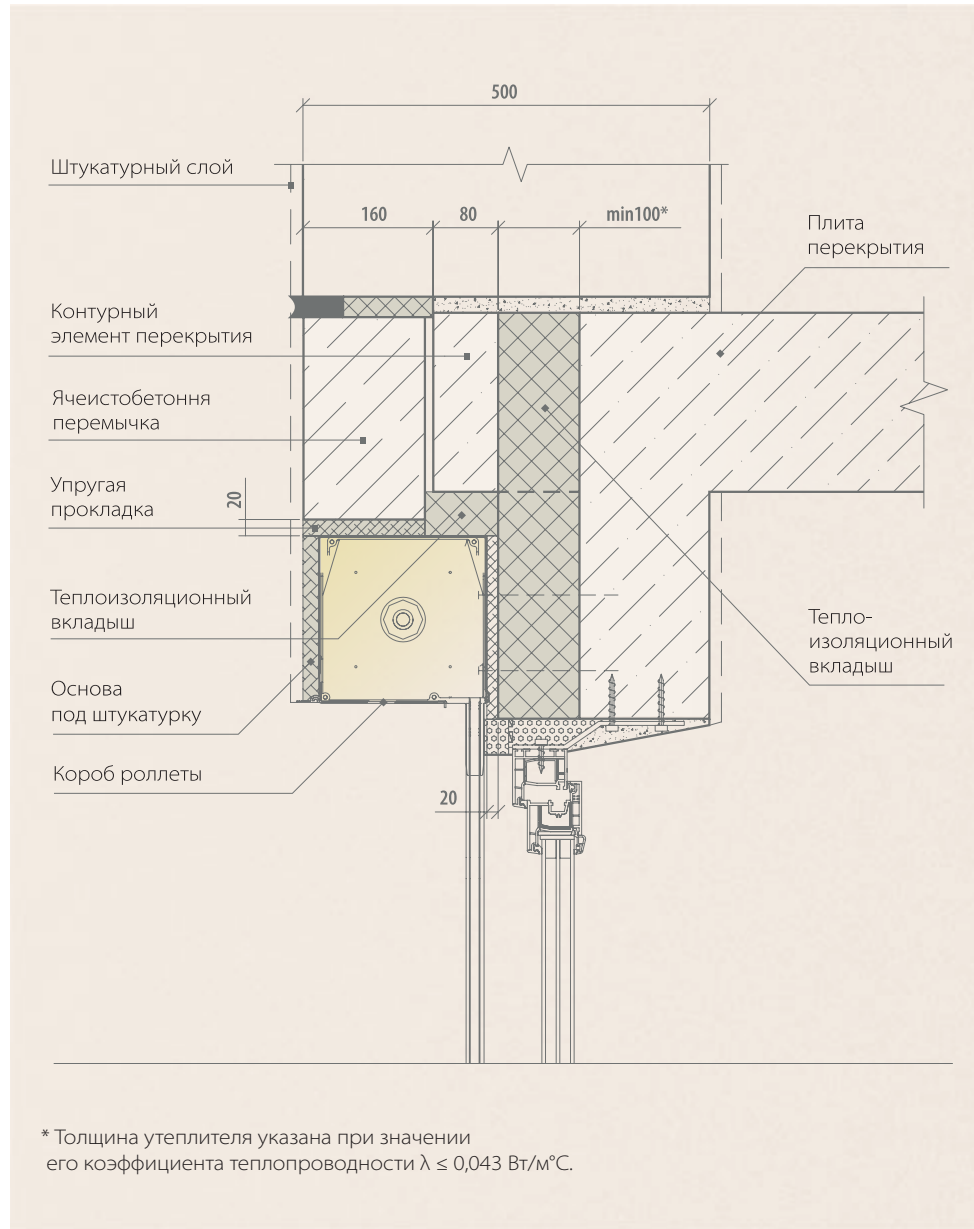 500
Штукатурный слой
160
80
min100*
Плита
перекрытия
Контурный
элемент перекрытия
Ячеистобетоння
перемычка
Упругая
прокладка
20
Теплоизоляционный
вкладыш
Тепло-
изоляционный
вкладыш
Основа
под штукатурку
Короб роллеты
20
* Толщина утеплителя указана при значении
его коэффициента теплопроводности λ ≤ 0,043 Вт/м°С.